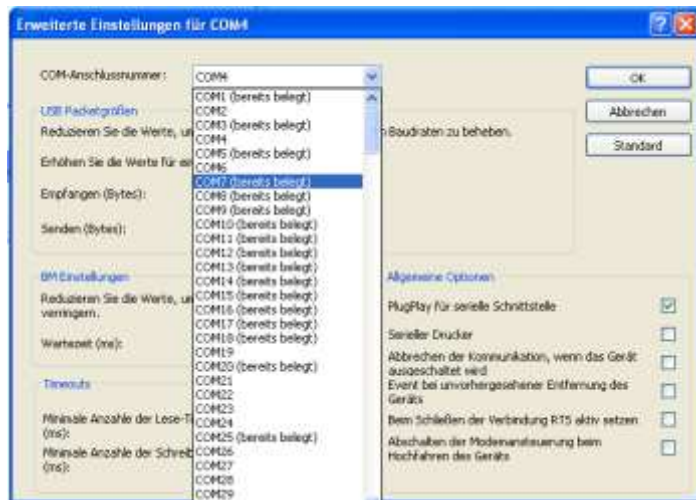 Erweiterte Einstellungen für COM4
COM-Anschlussnummer:
COM4
OK
Abbrechen
Standard
COM1 (bereits belegt)
COM2
COM3 (bereits belegt)
COM4
COM5 (bereits belegt)
COM6
COM7 (bereits belegt)
COM8 (bereits belegt)
COM9 (bereits belegt)
COM10 (bereits belegt)
COM11 (bereits belegt)
COM12 (bereits belegt)
COM13 (bereits belegt)
COM14 (bereits belegt)
COM15 (bereits belegt)
COM16 (bereits belegt)
COM17 (bereits belegt)
COM18 (bereits belegt)
COM19
COM20 (bereits belegt)
COM21
COM22
COM23
COM24
COM25 (bereits belegt)
COM26
COM27
COM28
COM29
USB Packetgrößen
Reduzieren Sie die Werte, un
n Baudraten zu beheben.
Erhöhen Sie die Werte für ei
Empfangen (Bytes):
Senden (Bytes):
BM Einstellungen
Reduzieren Sie die Werte, un
verringern.
Wartezeit (ms):
Timeouts
Minimale Anzahle der Lese-Ti
(ms):
Minimale Anzahle der Schreib
(ms):
Allgemeine Optionen
PlugPlay für serielle Schnittstelle
Serieller Drucker
Abbrechen der Kommunikation, wenn das Gerät
ausgeschaltet wird
Event bei unvorhergesehener Entfernung des
Geräts
Beim Schließen der Verbindung RTS aktiv setzen
Abschalten der Modemansteuerung beim
Hochfahren des Geräts